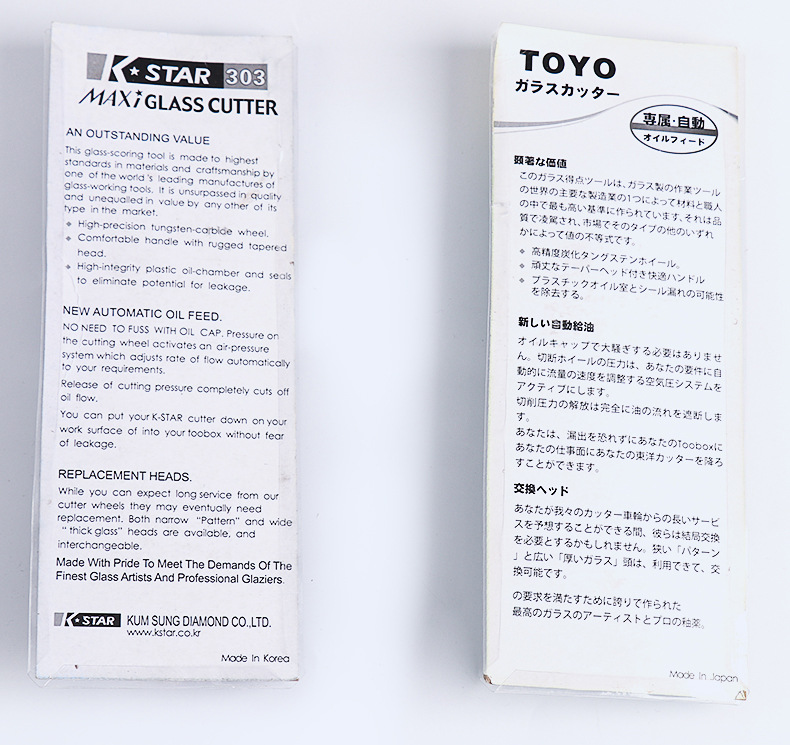 K★STAR 303
MAXiGLASS CUTTER
AN OUTSTANDING VALUE
This glass-scoring tool is made to highest
standards in materials and craftsmanship by
one of the world 's leading manufactures of
glass-working tools. It is unsurpassed in quality
and unequalled in value by any other of its
type in the market.
❖ High-precision tungsten-carbide wheel.
❖ Comfortable handle with rugged tapered
head.
❖ High-integrity plastic oil-chamber and seals
to eliminate potential for leakage.
NEW AUTOMATIC OIL FEED.
NO NEED TO FUSS WITH OIL CAP. Pressure on
the cutting wheel activates an air-pressure
system which adjusts rate of flow automatically
to your requirements.
Release of cutting pressure completely cuts off
oil flow.
You can put your K-STAR cutter down on your
work surface of into your toobox without fear
of leakage.
REPLACEMENT HEADS.
While you can expect long service from our
cutter wheels they may eventually need
replacement. Both narrow “Pattern” and wide
“ thick glass” heads are available, and
interchangeable.
Made With Pride To Meet The Demands Of The
Finest Glass Artists And Professional Glaziers.
K★STAR KUM SUNG DIAMOND CO.,LTD.
www.kstar.co.kr
Made In Korea
TOYO
ガラスカッター
専属·自動
オイルフィード
顕著な価値
このガラス得点ツールは、ガラス製の作業ツール
の世界の主要な製造業の1つによって材料と職人
の中で最も高い基準に作られています、それは品
質で凌駕され、市場でそのタイプの他のいずれ
かによって値の不等式です。
❖ 高精度炭化タングステンホイール。
❖ 頑丈なテーパーヘッド付き快適ハンドル
❖ プラスチックオイル室とシール漏れの可能性
を除去する。
新しい自動給油
オイルキャップで大騒ぎする必要はありませ
ん。切断ホイールの圧力は、あなたの要件に自
動的に流量の速度を調整する空気圧システムを
アクティブにします。
切削圧力の解放は完全に油の流れを遮断しま
す。
あなたは、漏出を恐れずにあなたのTooboxに
あなたの仕事面にあなたの東洋カッターを降ろ
すことができます。
交換ヘッド
あなたが我々のカッター車輪からの長いサービ
スを予想することができる間、彼らは結局交換
を必要とするかもしれません。狭い「パターン
」と広い「厚いガラス」頭は、利用できて、交
換可能です。
の要求を満たすために誇りで作られた
最高のガラスのアーティストとプロの釉薬。
Made In Japan